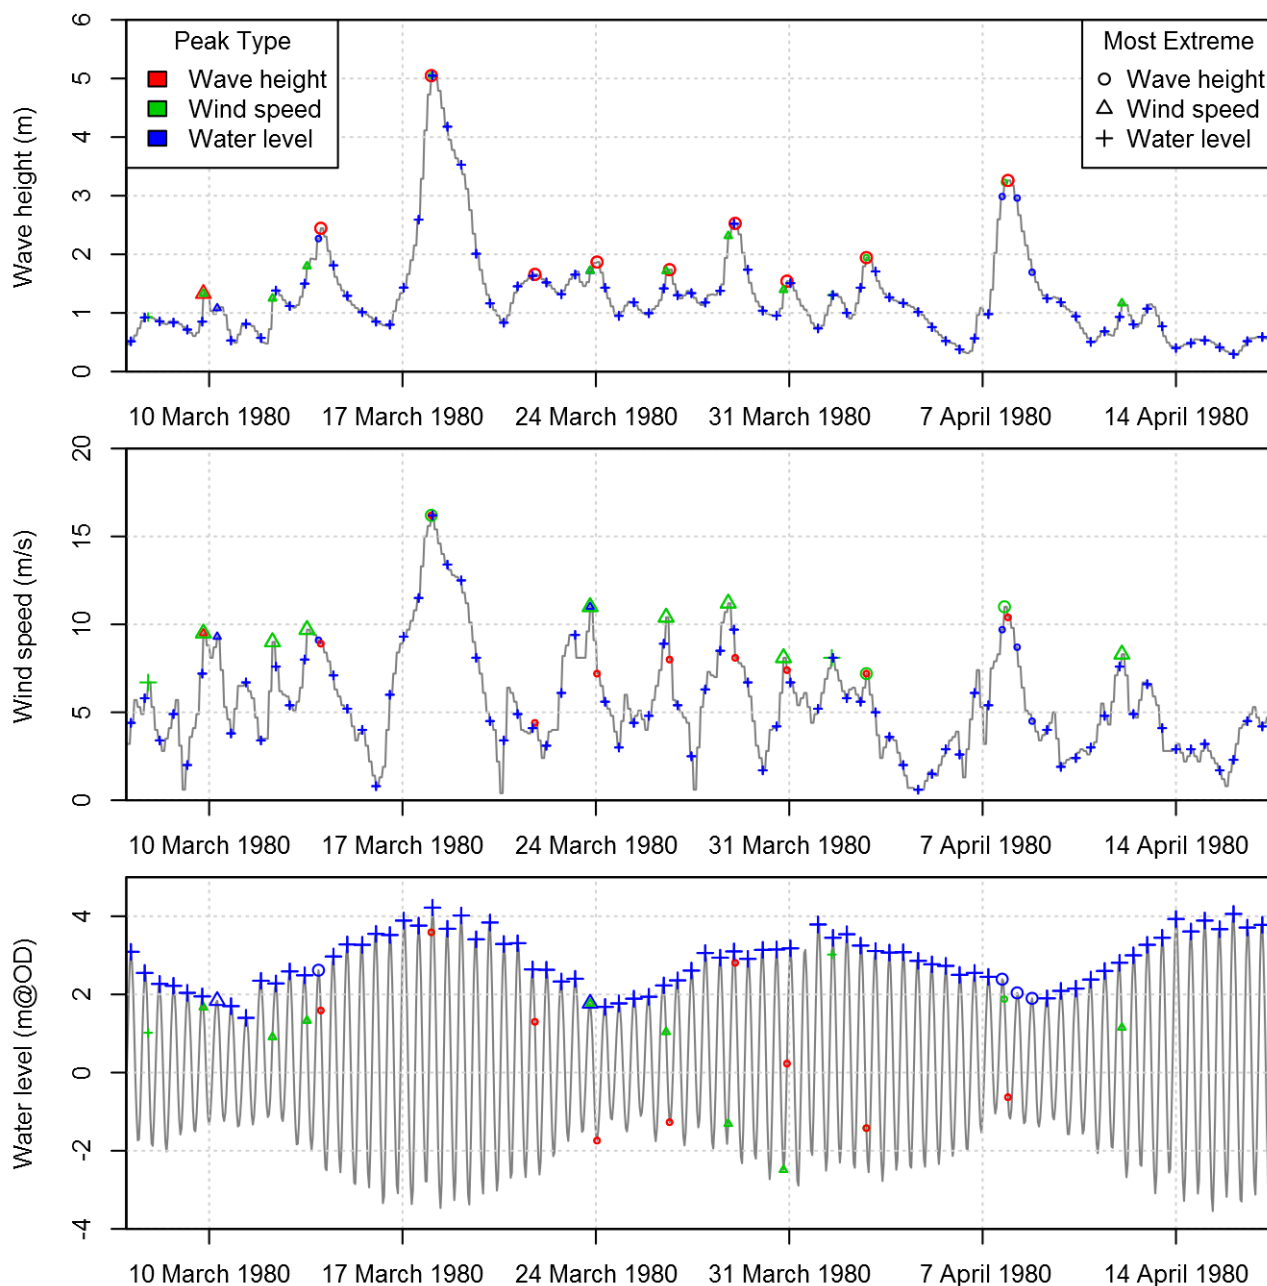 Wave height (m)
6
5
4
3
2
1
0
Peak Type
Wave height
Wind speed
Water level
Most Extreme
Wave height
Wind speed
Water level
10 March 1980 17 March 1980 24 March 1980 31 March 1980 7 April 1980 14 April 1980
Wind speed (m/s)
20
15
10
5
0
10 March 1980 17 March 1980 24 March 1980 31 March 1980 7 April 1980 14 April 1980
Water level (m@OD)
4
2
0
-2
-4
10 March 1980 17 March 1980 24 March 1980 31 March 1980 7 April 1980 14 April 1980